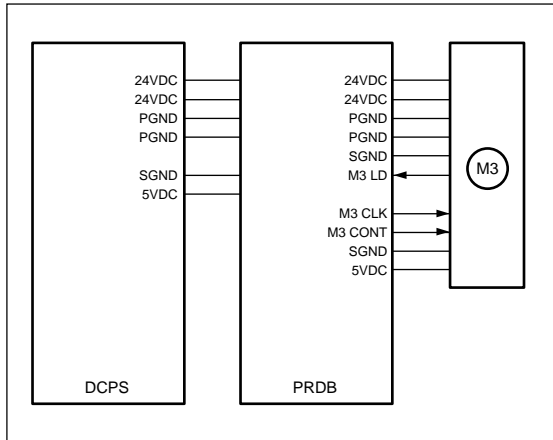 24VDC
24VDC
PGND
PGND
SGND
5VDC
DCPS
24VDC
24VDC
PGND
PGND
SGND
M3 LD
M3 CLK
M3 CONT
SGND
5VDC
PRDB
M3